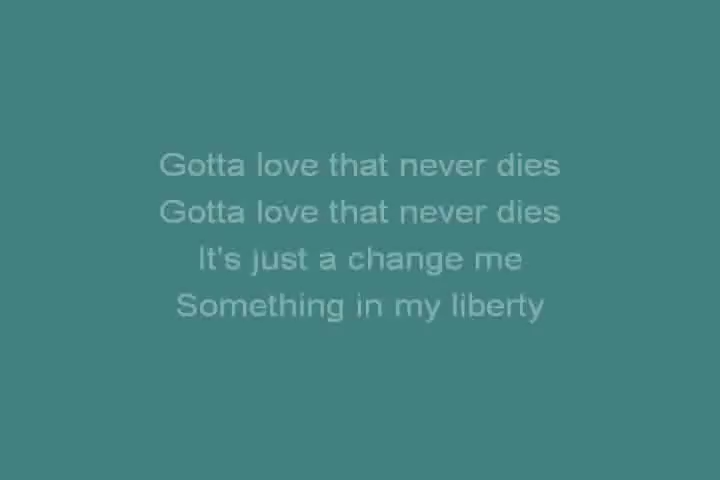 Gotta love that never dies
Gotta love that never dies
It's just a change me
Something in my liberty